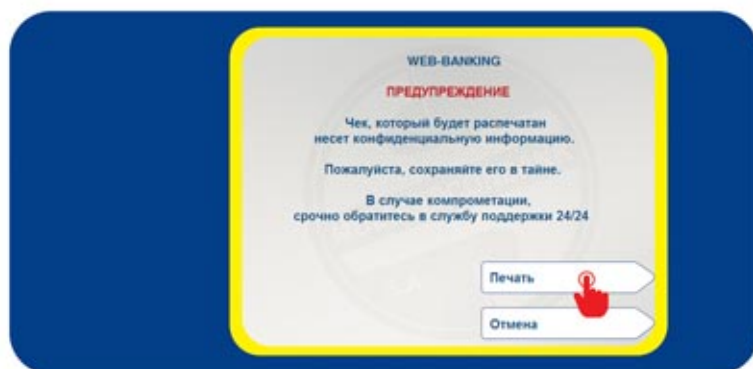 WEB-BANKING
ПРЕДУПРЕЖДЕНИЕ
Чек, который будет распечатан
несет конфиденциальную информацию.
Пожалуйста, сохраняйте его в тайне.
В случае компрометации,
срочно обратитесь в службу поддержки 24/24
Печать
Отмена